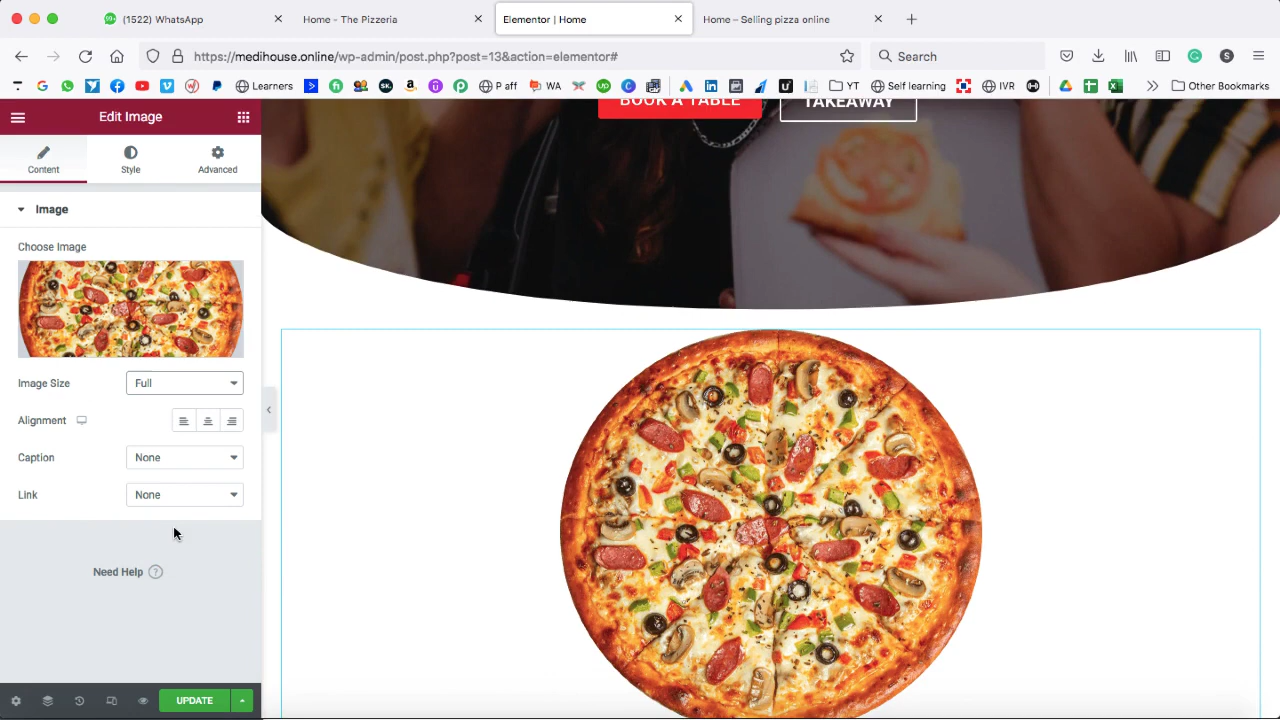 99+ (1522) WhatsApp
Home - The Pizzeria
Elementor | Home
Home – Selling pizza online
https://medihouse.online/wp-admin/post.php?post=13&action=elementor#
Search
Learners
P aff
WA
YT
Self learning
IVR
Other Bookmarks
Edit Image
Content
Style
Advanced
Image
Choose Image
Image Size
Full
Alignment
Caption
None
Link
None
Need Help ?
UPDATE
BOOK A TABLE
TAKEAWAY